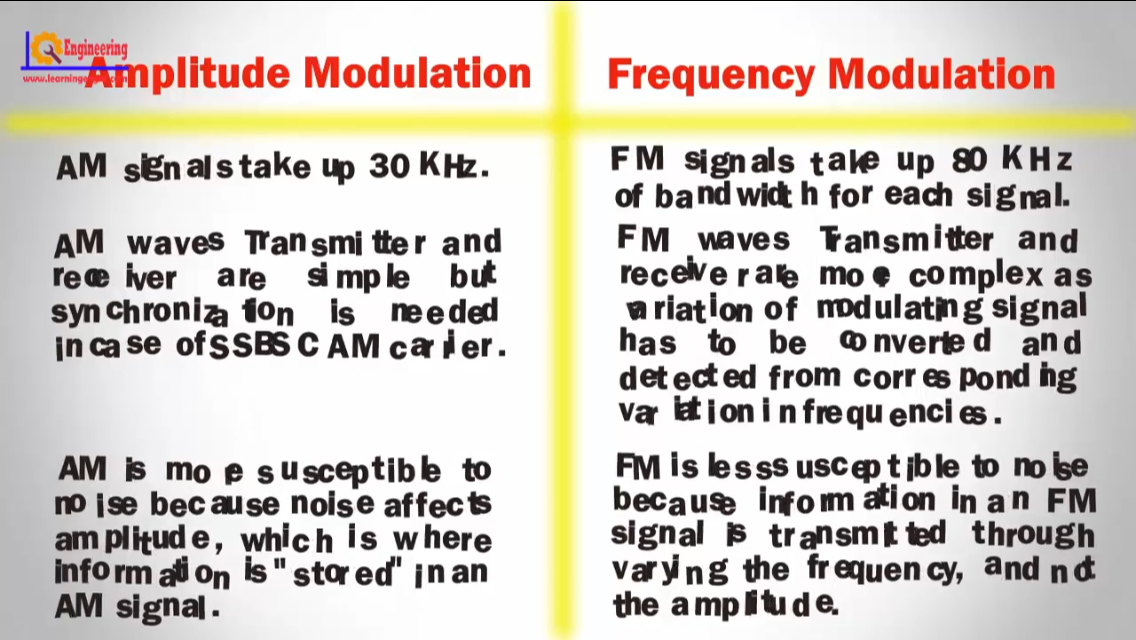 Engineering
www.learninge
Amplitude Modulation
AM signals take up 30 KHz.
AM waves Transmitter and
receiver are simple but
synchronization is needed
in case of SSBSC AM carrier.
AM is more susceptible to
noise because noise affects
amplitude, which is where
information is "stored" in an
AM signal.
Frequency Modulation
FM signals take up 80 KHz
of bandwidth for each signal.
FM waves Transmitter and
receiver are more complex as
variation of modulating signal
has to be converted and
detected from corresponding
variation in frequencies.
FM is less susceptible to noise
because information in an FM
signal is transmitted through
varying the frequency, and not
the amplitude.